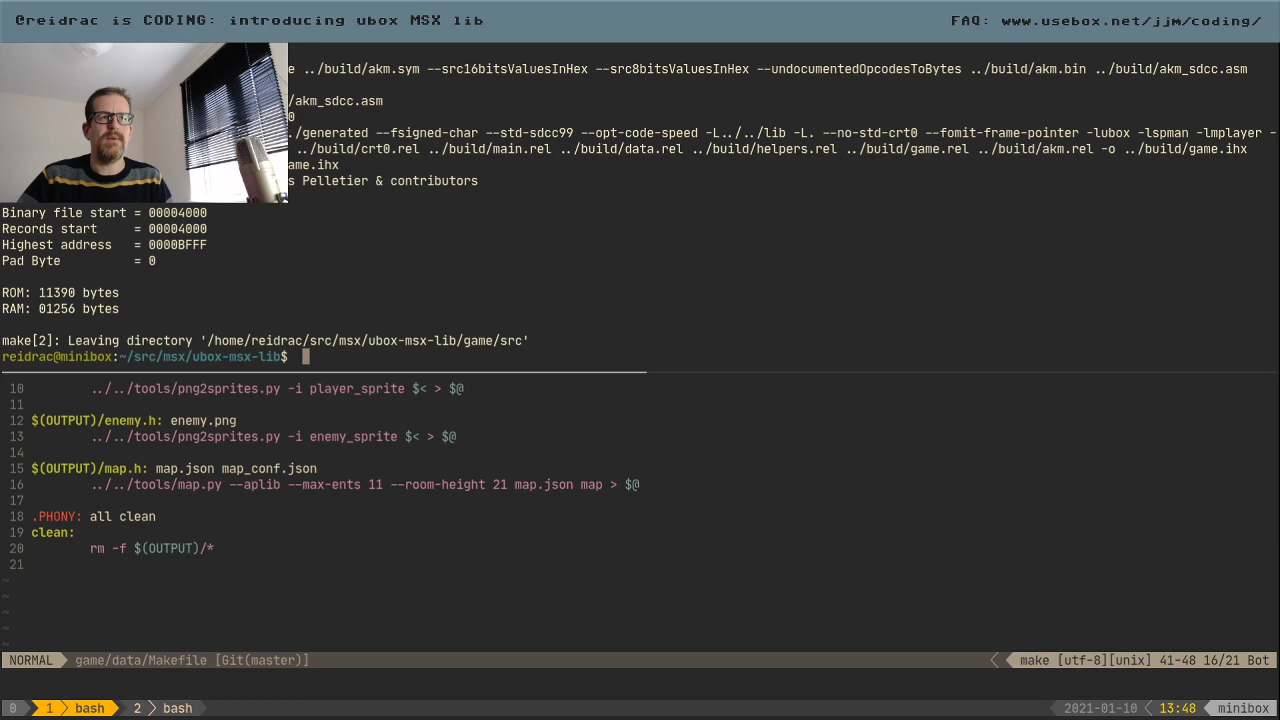 @reidrac is CODING: introducing ubox MSX lib
FAQ: www.usebox.net/jjm/coding/
e ../build/akm.sym --src16bitsValuesInHex --src8bitsValuesInHex --undocumentedOpcodesToBytes ../build/akm.bin ../build/akm_sdcc.asm
/akm_sdcc.asm
0
./generated --fsigned-char --std-sdcc99 --opt-code-speed -L../../lib -L. --no-std-crt0 --fomit-frame-pointer -lubox -lspman -lmplayer -
../build/crt0.rel ../build/main.rel ../build/data.rel ../build/helpers.rel ../build/game.rel ../build/akm.rel -o ../build/game.ihx
ame.ihx
s Pelletier & contributors
Binary file start = 00004000
Records start = 00004000
Highest address = 0000BFFF
Pad Byte = 0
ROM: 11390 bytes
RAM: 01256 bytes
make[2]: Leaving directory '/home/reidrac/src/msx/ubox-msx-lib/game/src'
reidrac@minibox:~/src/msx/ubox-msx-lib$
10 ../../tools/png2sprites.py -i player_sprite $< > $@
11
12 $(OUTPUT)/enemy.h: enemy.png
13 ../../tools/png2sprites.py -i enemy_sprite $< > $@
14
15 $(OUTPUT)/map.h: map.json map_conf.json
16 ../../tools/map.py --aplib --max-ents 11 --room-height 21 map.json map > $@
17
18 .PHONY: all clean
19 clean:
20 rm -f $(OUTPUT)/*
21
~
~
~
~
~
NORMAL game/data/Makefile [Git(master)] make [utf-8][unix] 41-48 16/21 Bot
0 1 bash 2 bash 2021-01-10 13:48 minibox